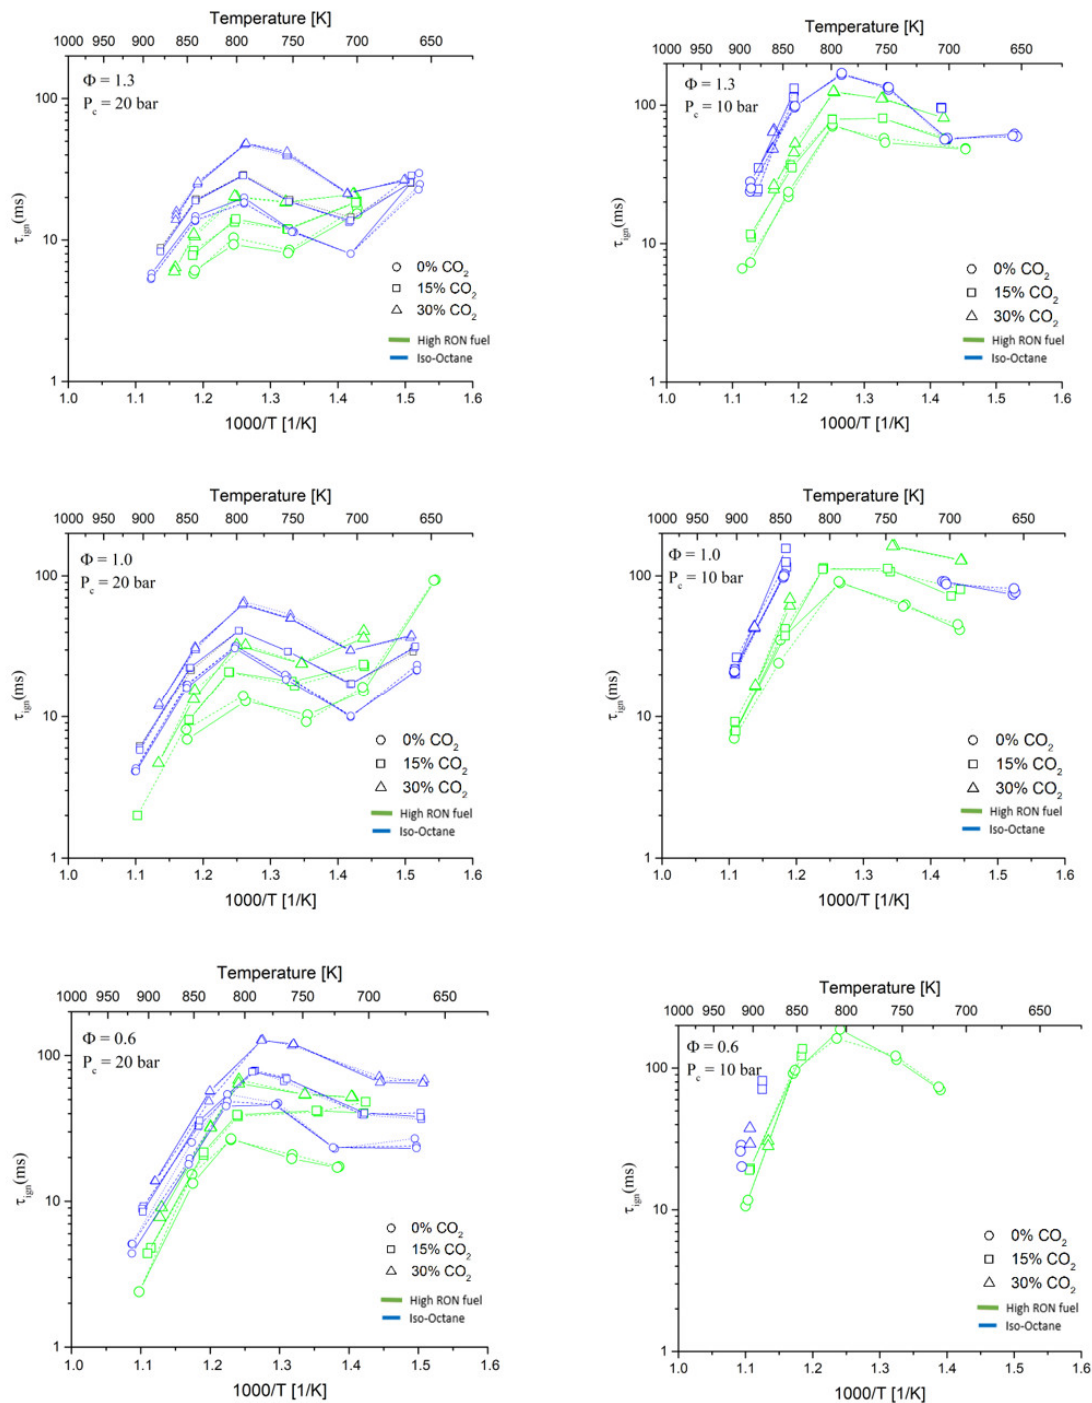 Temperature [K]
1000 950 900 850 800 750 700 650
Φ = 1.3
P_c = 20 bar
100
10
1
τ_ign(ms)
0% CO₂
15% CO₂
30% CO₂
High RON fuel
Iso-Octane
1.0 1.1 1.2 1.3 1.4 1.5 1.6
1000/T [1/K]
Temperature [K]
1000 950 900 850 800 750 700 650
Φ = 1.3
P_c = 10 bar
100
10
1
τ_ign(ms)
0% CO₂
15% CO₂
30% CO₂
High RON fuel
Iso-Octane
1.0 1.1 1.2 1.3 1.4 1.5 1.6
1000/T [1/K]
Temperature [K]
1000 950 900 850 800 750 700 650
Φ = 1.0
P_c = 20 bar
100
10
1
τ_ign(ms)
0% CO₂
15% CO₂
30% CO₂
High RON fuel
Iso-Octane
1.0 1.1 1.2 1.3 1.4 1.5 1.6
1000/T [1/K]
Temperature [K]
1000 950 900 850 800 750 700 650
Φ = 1.0
P_c = 10 bar
100
10
1
τ_ign(ms)
0% CO₂
15% CO₂
30% CO₂
High RON fuel
Iso-Octane
1.0 1.1 1.2 1.3 1.4 1.5 1.6
1000/T [1/K]
Temperature [K]
1000 950 900 850 800 750 700 650
Φ = 0.6
P_c = 20 bar
100
10
1
τ_ign(ms)
0% CO₂
15% CO₂
30% CO₂
High RON fuel
Iso-Octane
1.0 1.1 1.2 1.3 1.4 1.5 1.6
1000/T [1/K]
Temperature [K]
1000 950 900 850 800 750 700 650
Φ = 0.6
P_c = 10 bar
100
10
1
τ_ign(ms)
0% CO₂
15% CO₂
30% CO₂
High RON fuel
Iso-Octane
1.0 1.1 1.2 1.3 1.4 1.5 1.6
1000/T [1/K]